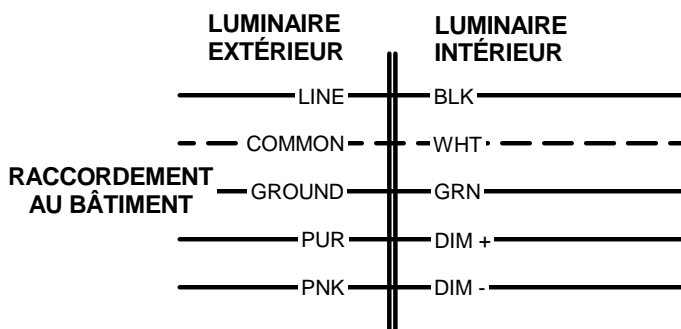 LUMINAIRE
EXTÉRIEUR
LUMINAIRE
INTÉRIEUR
LINE BLK
COMMON WHT
RACCORDEMENT
AU BÂTIMENT
GROUND GRN
PUR DIM +
PNK DIM -